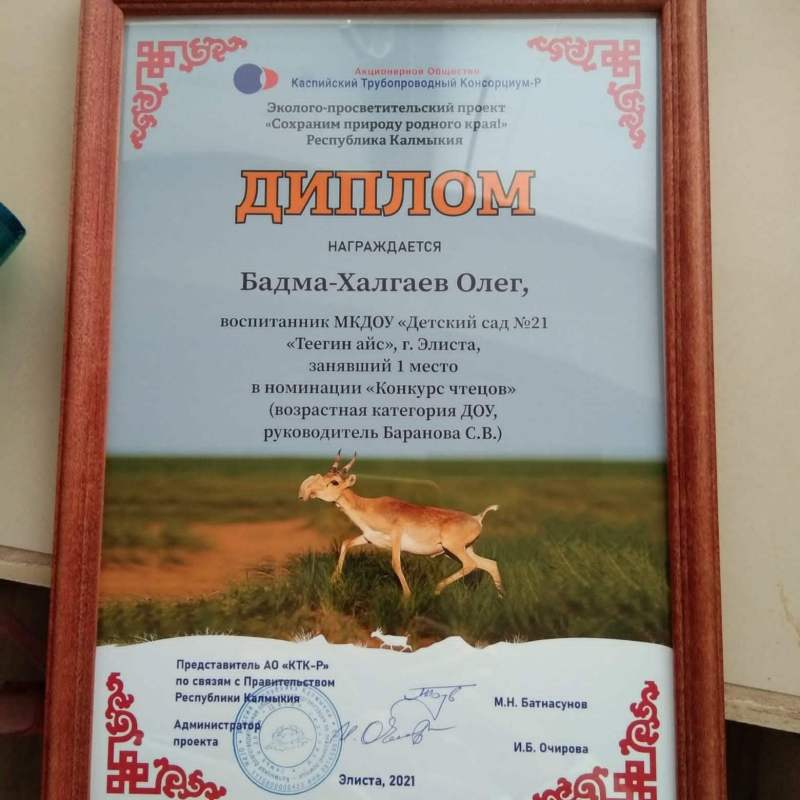 Акционерное Общество
Каспийский Трубопроводный Консорциум-Р
Эколого-просветительский проект
«Сохраним природу родного края!»
Республика Калмыкия
ДИПЛОМ
НАГРАЖДАЕТСЯ
Бадма-Халгаев Олег,
воспитанник МКДОУ «Детский сад №21
«Теегин айс», г. Элиста,
занявший 1 место
в номинации «Конкурс чтецов»
(возрастная категория ДОУ,
руководитель Баранова С.В.)
Представитель АО «КТК-Р»
по связям с Правительством
Республики Калмыкия
М.Н. Батнасунов
Администратор
проекта
И.Б. Очирова
Элиста, 2021